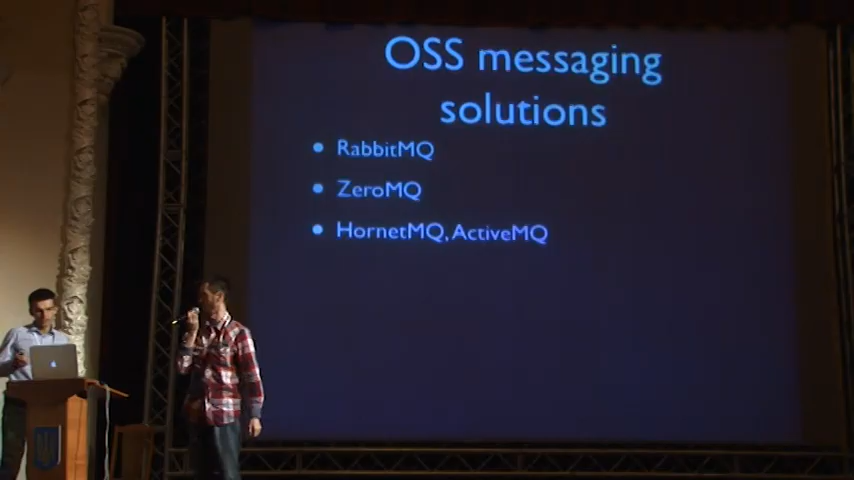 OSS messaging
solutions
• RabbitMQ
• ZeroMQ
• HornetMQ, ActiveMQ